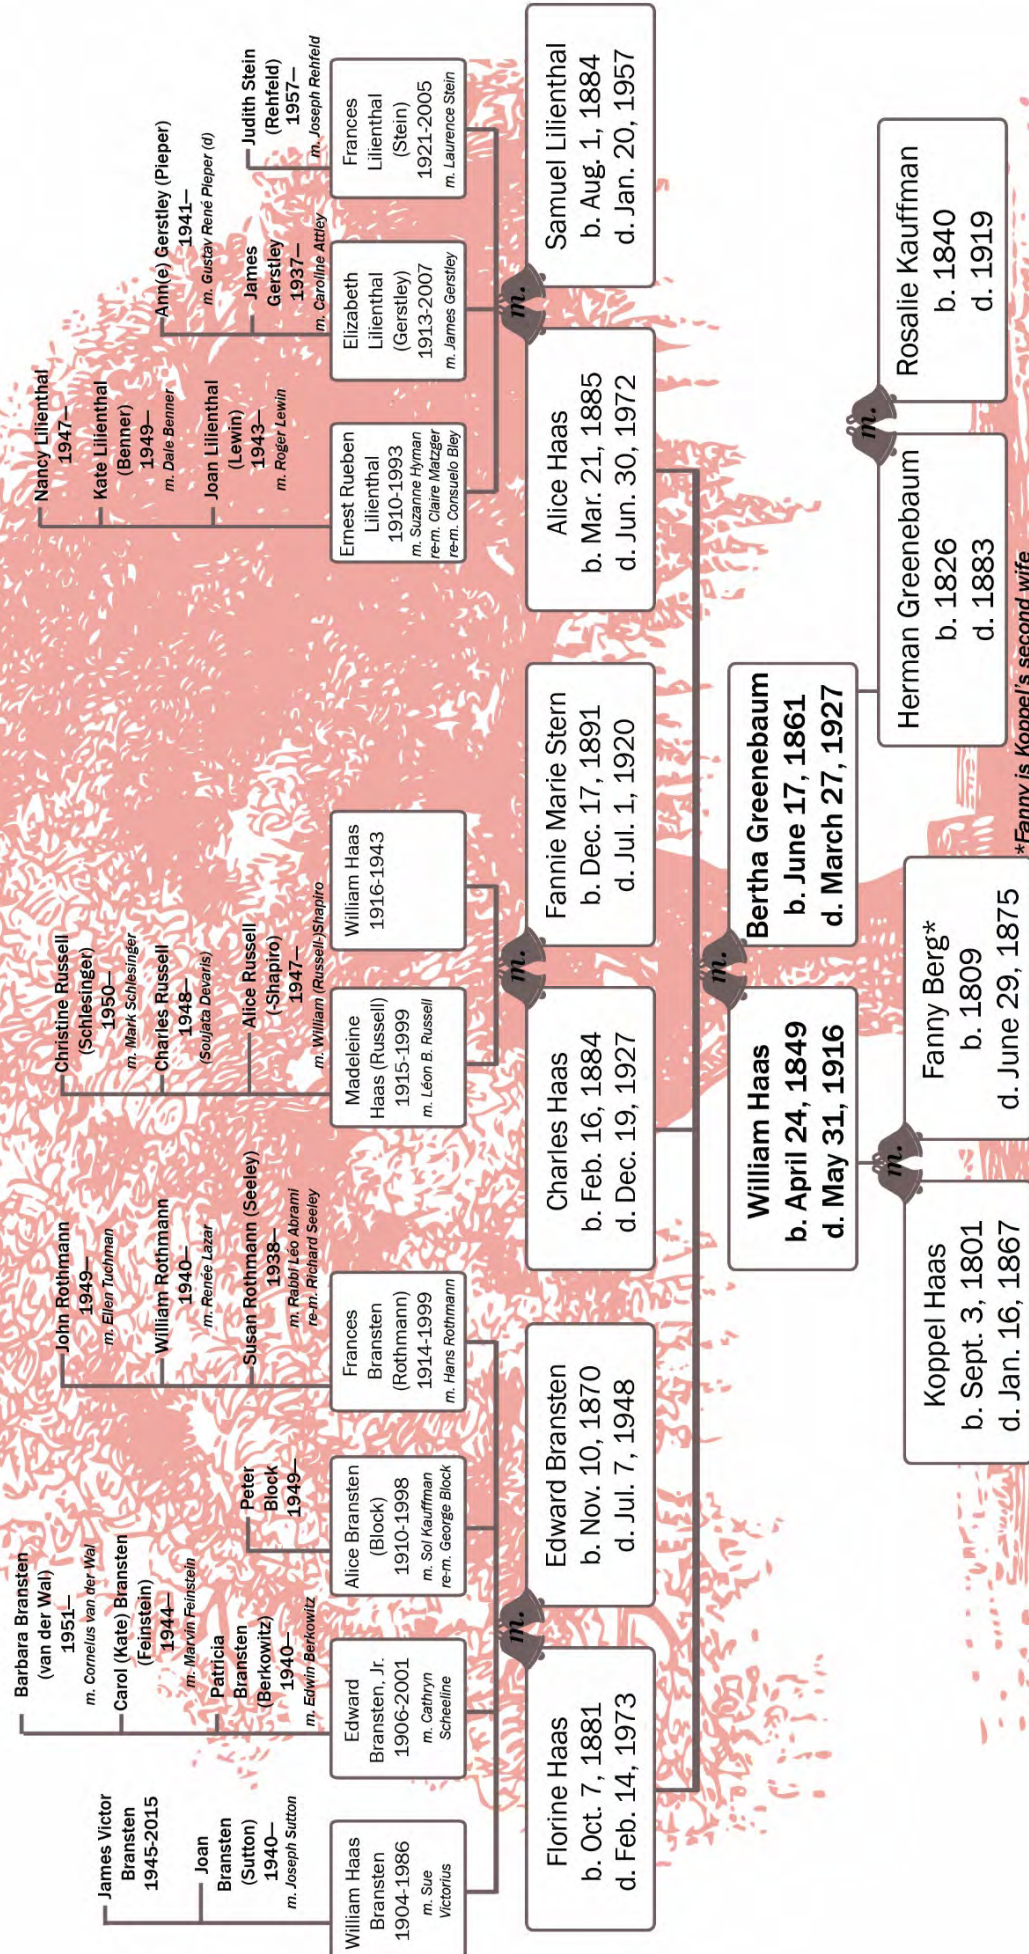 James Victor
Bransten
1945-2015
Joan
Bransten
(Sutton)
1940—
m. Joseph Sutton
Barbara Bransten
(van der Wal)
1951—
m. Cornelus van der Wal
Carol (Kate) Bransten
(Feinstein)
1944—
m. Marvin Feinstein
Patricia
Bransten
(Berkowitz)
1940—
m. Edwin Berkowitz
Peter
Block
1949—
John Rothmann
1949—
m. Ellen Tuchman
William Rothmann
1940—
m. Renée Lazar
Susan Rothmann (Seeley)
1938—
m. Rabbi Léo Abrami
re-m. Richard Seeley
Christine Russell
(Schlesinger)
1950—
m. Mark Schlesinger
Charles Russell
1948—
(Soujata Devaris)
Alice Russell
(-Shapiro)
1947—
m. William (Russell-)Shapiro
Nancy Lilienthal
1947—
Kate Lilienthal
(Benner)
1949—
m. Dale Benner
Joan Lilienthal
(Lewin)
1943—
m. Roger Lewin
Ann(e) Gerstley (Pieper)
1941—
m. Gustav René Pieper (d)
James
Gerstley
1937—
m. Caroline Attley
Judith Stein
(Rehfeld)
1957—
m. Joseph Rehfeld
William Haas
Bransten
1904-1986
m. Sue
Victorius
Edward
Bransten, Jr.
1906-2001
m. Cathryn
Scheeline
Alice Bransten
(Block)
1910-1998
m. Sol Kauffman
re-m. George Block
Frances
Bransten
(Rothmann)
1914-1999
m. Hans Rothmann
Madeleine
Haas (Russell)
1915-1999
m. Léon B. Russell
William Haas
1916-1943
Ernest Rueben
Lilienthal
1910-1993
m. Suzanne Hyman
re-m. Claire Matzger
re-m. Consuelo Bley
Elizabeth
Lilienthal
(Gerstley)
1913-2007
m. James Gerstley
Frances
Lilienthal
(Stein)
1921-2005
m. Laurence Stein
Florine Haas
b. Oct. 7, 1881
d. Feb. 14, 1973
m.
Edward Bransten
b. Nov. 10, 1870
d. Jul. 7, 1948
Charles Haas
b. Feb. 16, 1884
d. Dec. 19, 1927
m.
Fannie Marie Stern
b. Dec. 17, 1891
d. Jul. 1, 1920
Alice Haas
b. Mar. 21, 1885
d. Jun. 30, 1972
m.
Samuel Lilienthal
b. Aug. 1, 1884
d. Jan. 20, 1957
William Haas
b. April 24, 1849
d. May 31, 1916
m.
Bertha Greenebaum
b. June 17, 1861
d. March 27, 1927
Koppel Haas
b. Sept. 3, 1801
d. Jan. 16, 1867
m.
Fanny Berg*
b. 1809
d. June 29, 1875
Herman Greenebaum
b. 1826
d. 1883
m.
Rosalie Kauffman
b. 1840
d. 1919
*Fanny is Koppel's second wife